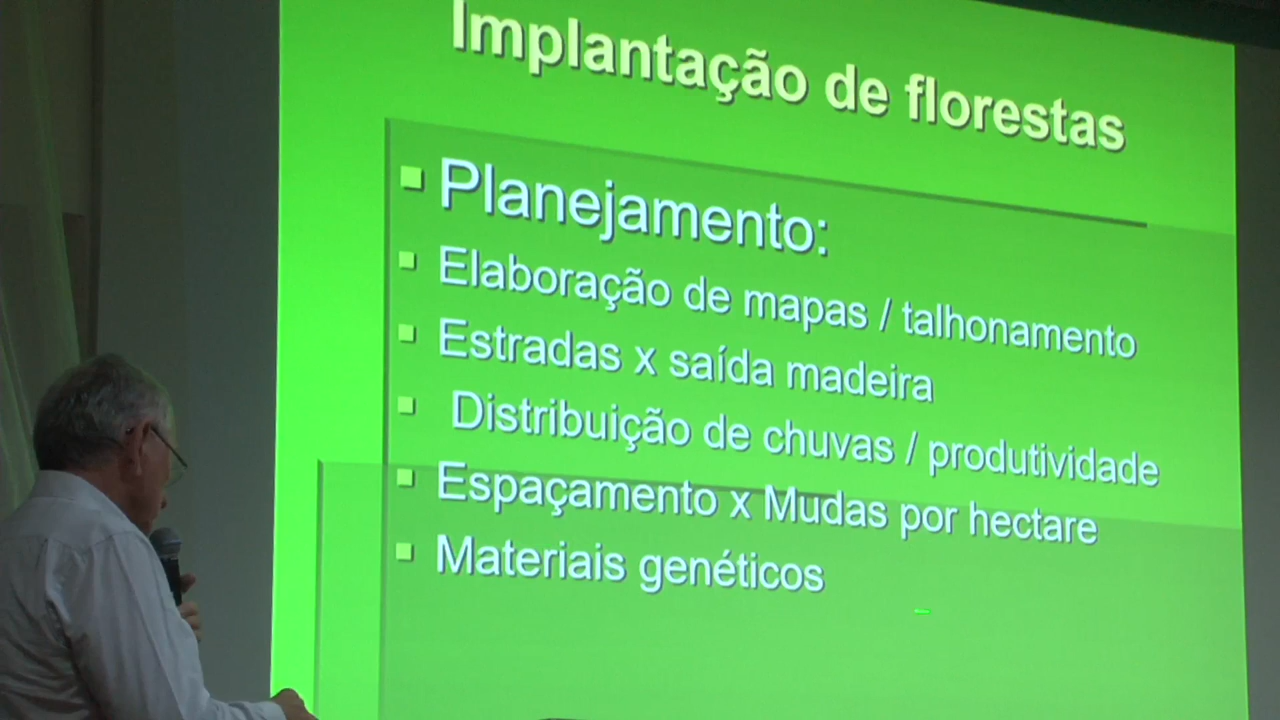 Implantação de florestas
Planejamento:
Elaboração de mapas / talhonamento
Estradas x saída madeira
Distribuição de chuvas / produtividade
Espaçamento x Mudas por hectare
Materiais genéticos